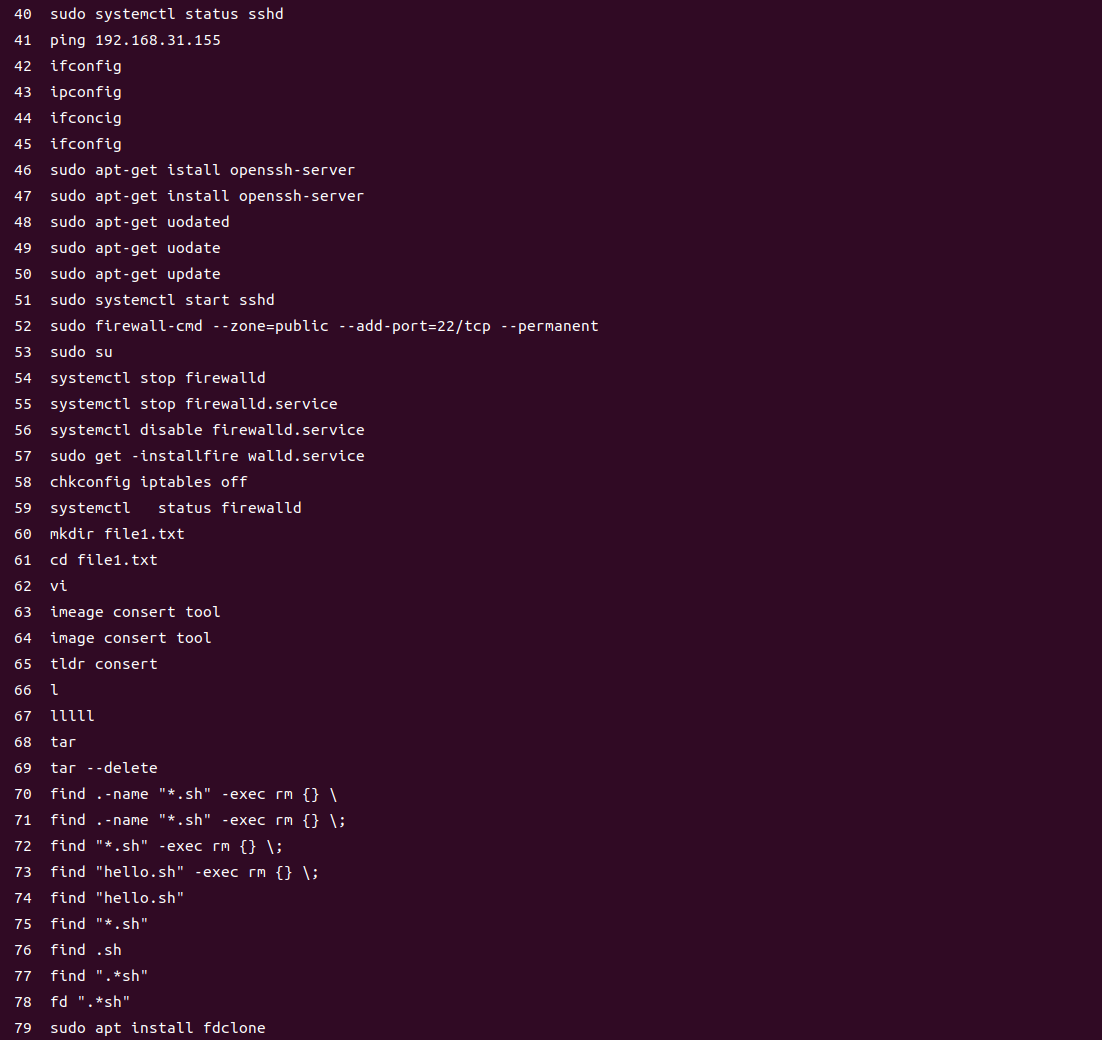 40 sudo systemctl status sshd
41 ping 192.168.31.155
42 ifconfig
43 ipconfig
44 ifconcig
45 ifconfig
46 sudo apt-get istall openssh-server
47 sudo apt-get install openssh-server
48 sudo apt-get uodated
49 sudo apt-get uodate
50 sudo apt-get update
51 sudo systemctl start sshd
52 sudo firewall-cmd --zone=public --add-port=22/tcp --permanent
53 sudo su
54 systemctl stop firewalld
55 systemctl stop firewalld.service
56 systemctl disable firewalld.service
57 sudo get -installfire walld.service
58 chkconfig iptables off
59 systemctl   status firewalld
60 mkdir file1.txt
61 cd file1.txt
62 vi
63 imeage consert tool
64 image consert tool
65 tldr consert
66 l
67 lllll
68 tar
69 tar --delete
70 find .-name "*.sh" -exec rm {} \
71 find .-name "*.sh" -exec rm {} \;
72 find "*.sh" -exec rm {} \;
73 find "hello.sh" -exec rm {} \;
74 find "hello.sh"
75 find "*.sh"
76 find .sh
77 find ".*sh"
78 fd ".*sh"
79 sudo apt install fdclone